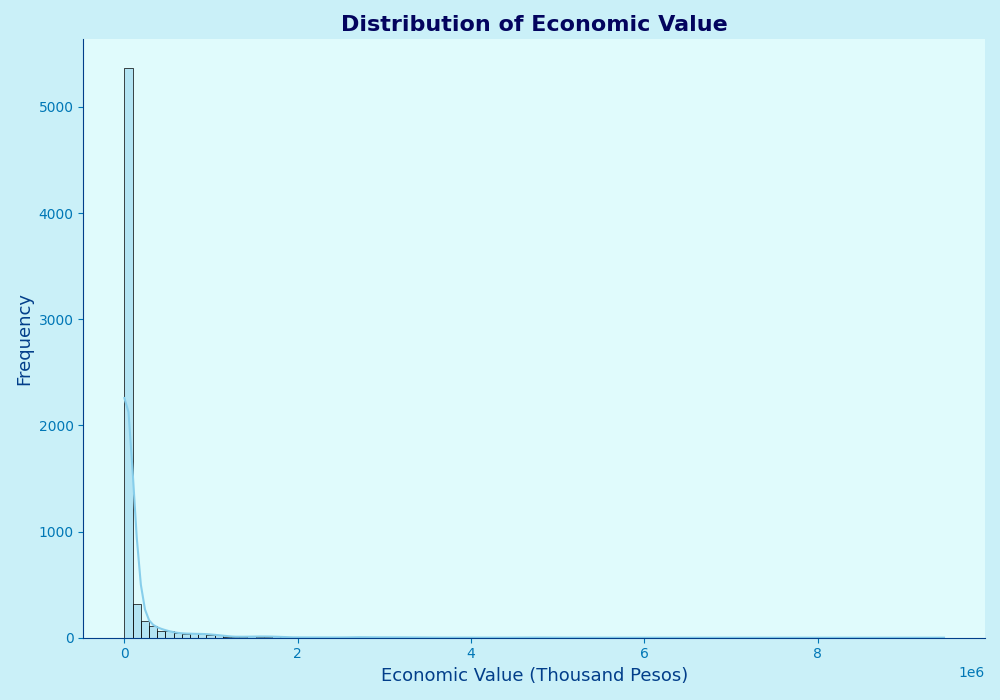 Distribution of Economic Value
Frequency
5000
4000
3000
2000
1000
0
0 2 4 6 8
1e6
Economic Value (Thousand Pesos)